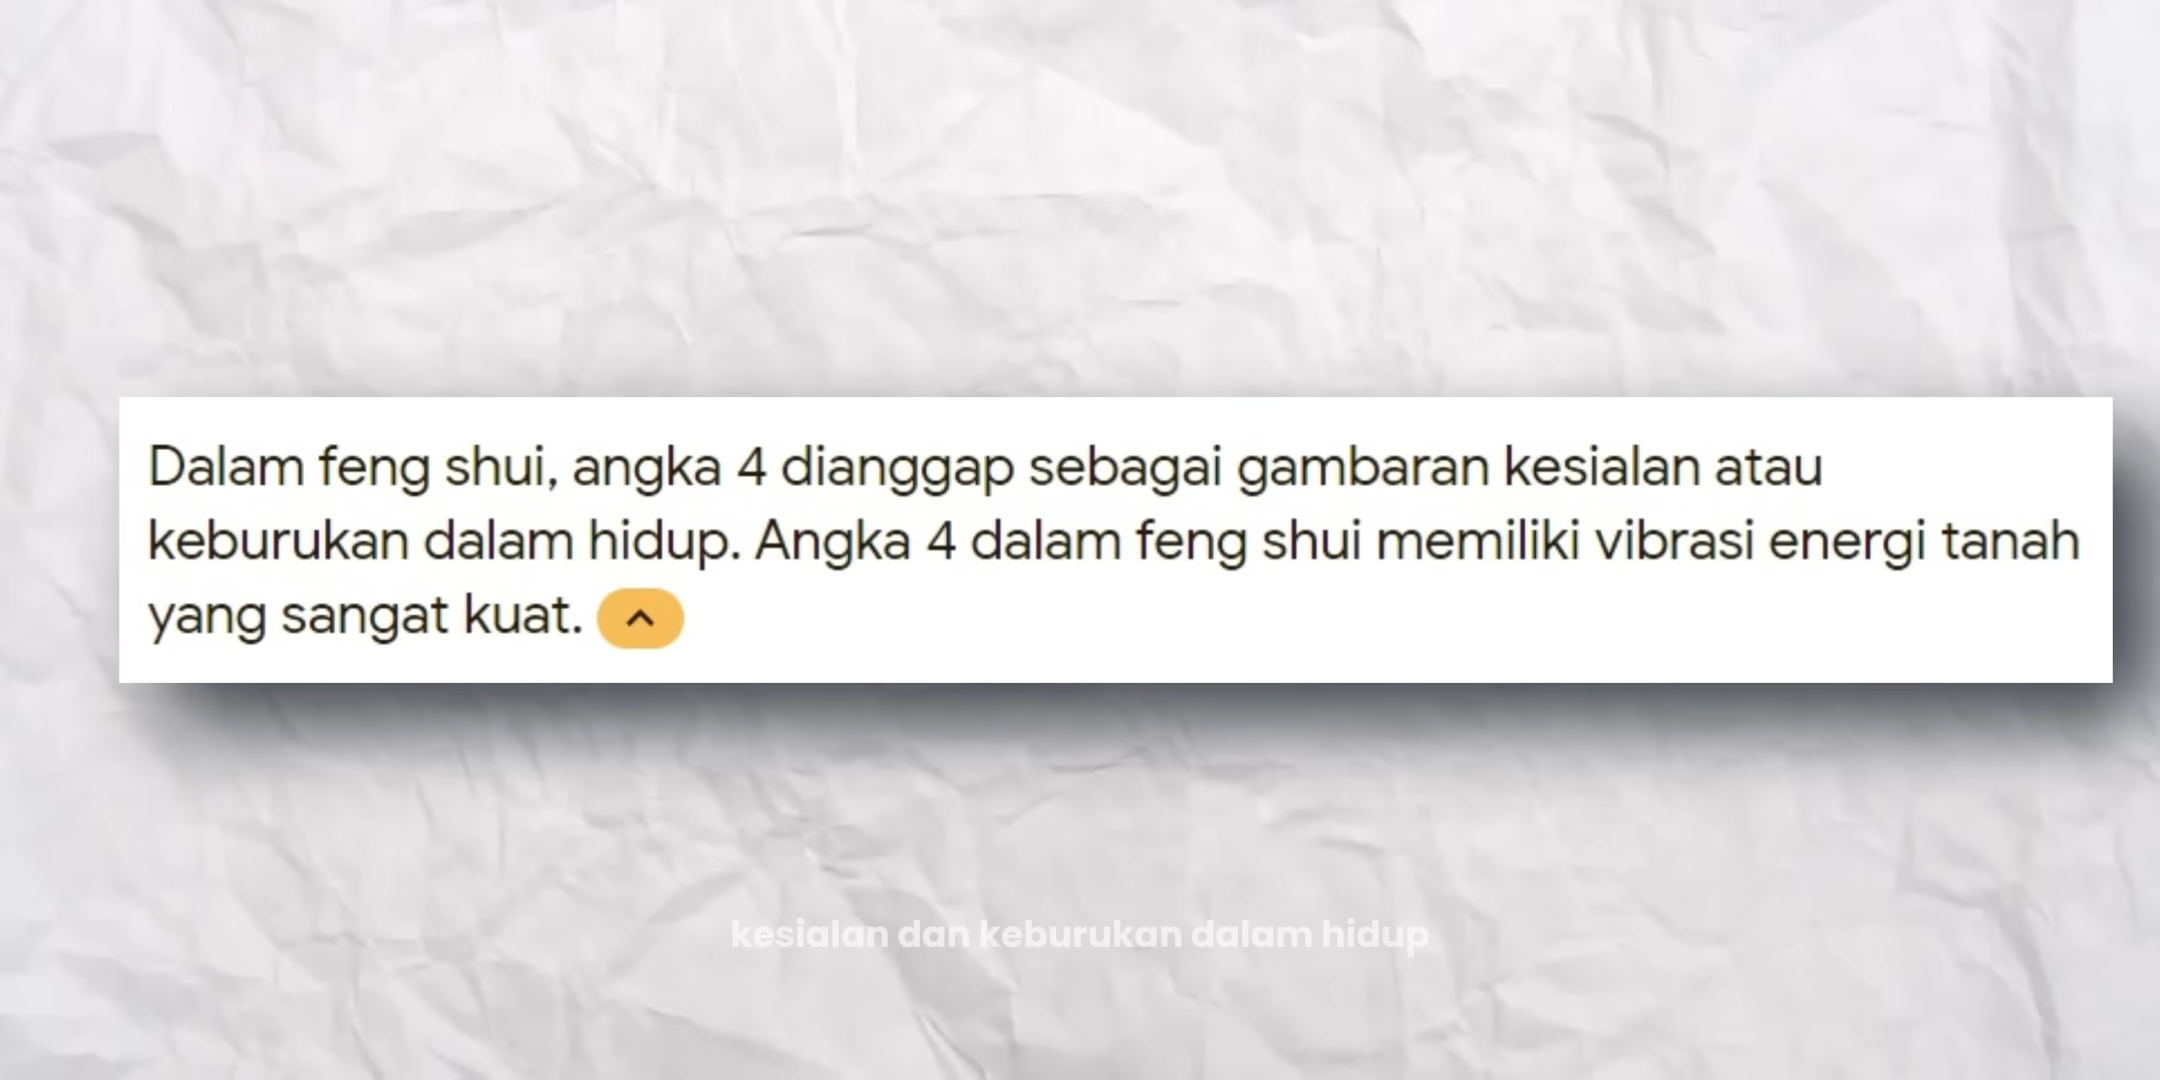 Dalam feng shui, angka 4 dianggap sebagai gambaran kesialan atau
keburukan dalam hidup. Angka 4 dalam feng shui memiliki vibrasi energi tanah
yang sangat kuat.
kesialan dan keburukan dalam hidup